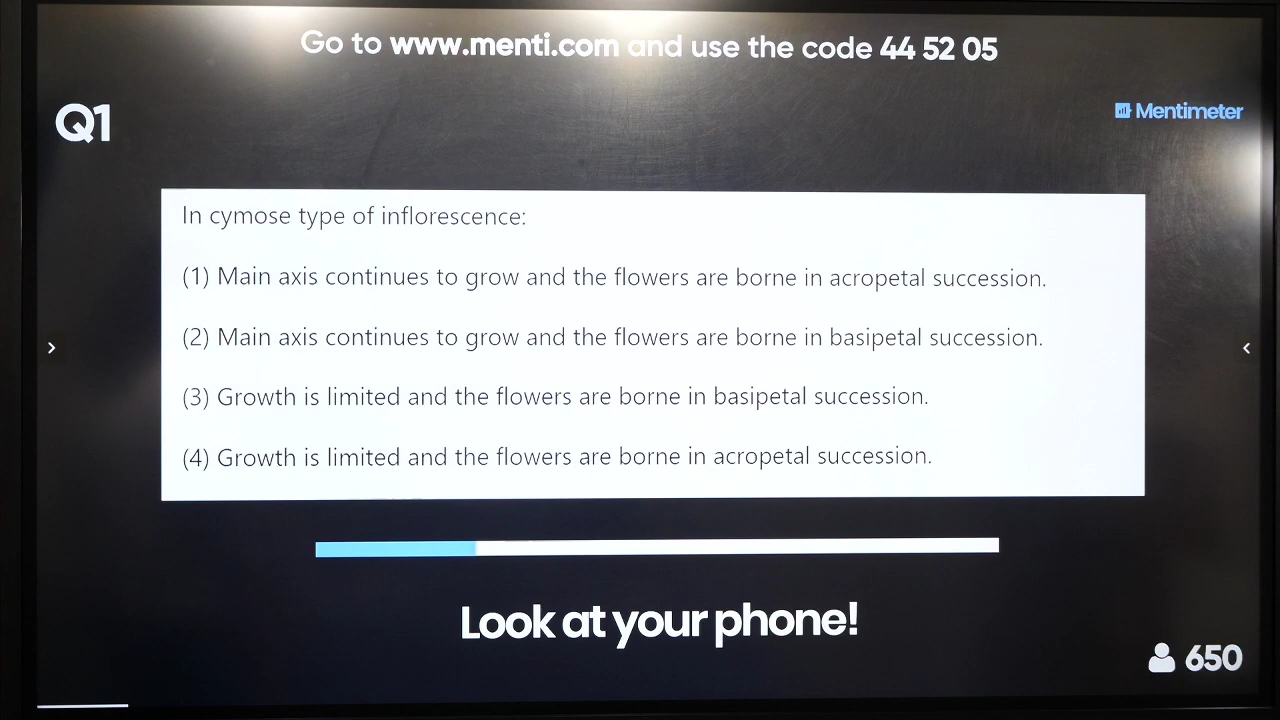 Go to www.menti.com and use the code 44 52 05
Q1
Mentimeter
In cymose type of inflorescence:
(1) Main axis continues to grow and the flowers are borne in acropetal succession.
(2) Main axis continues to grow and the flowers are borne in basipetal succession.
(3) Growth is limited and the flowers are borne in basipetal succession.
(4) Growth is limited and the flowers are borne in acropetal succession.
Look at your phone!
650